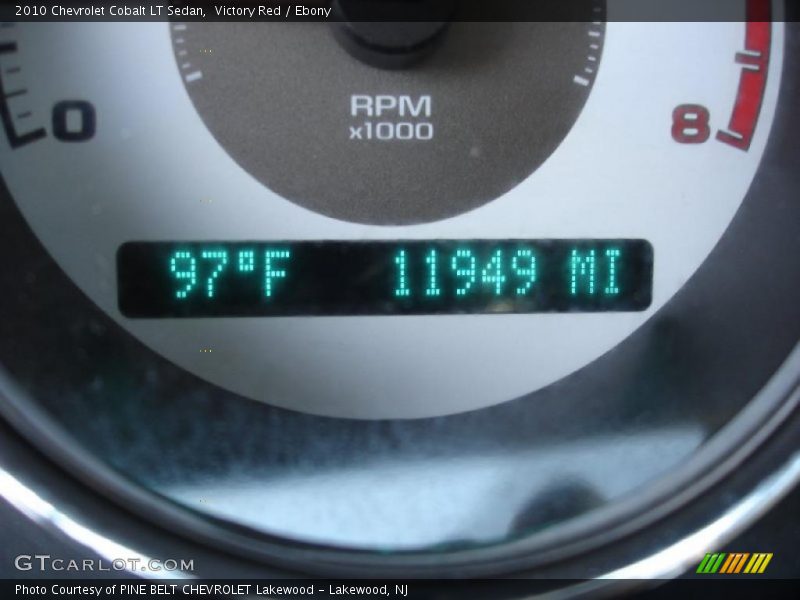 2010 Chevrolet Cobalt LT Sedan,  Victory Red / Ebony
RPM
x1000
0
8
97°F 11949 MI
GTCARLOT.COM
Photo Courtesy of PINE BELT CHEVROLET Lakewood - Lakewood, NJ